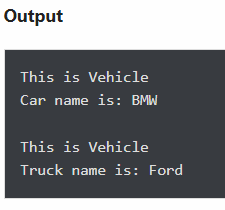 Output
This is Vehicle
Car name is: BMW
This is Vehicle
Truck name is: Ford